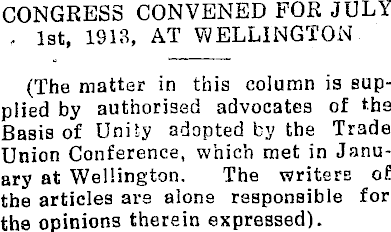 CONGRESS CONVENED FOR JULY
1st, 1913, AT WELLINGTON
(The matter in this column is sup-
plied by authorised advocates of the
Basis of Unity adopted by the Trade
Union Conference, which met in Janu-
ary at Wellington. The writers of
the articles are alone responsible for
the opinions therein expressed).